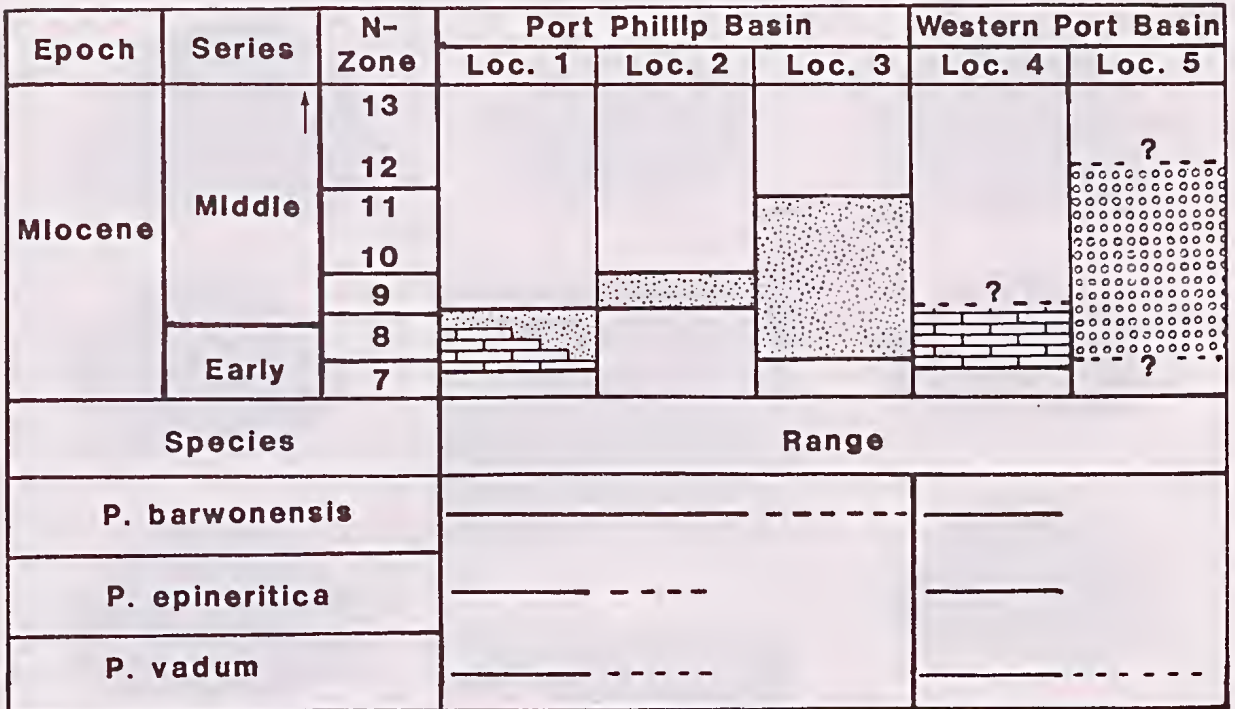 Epoch Series N-Zone Port Phillip Basin Western Port Basin
Loc. 1 Loc. 2 Loc. 3 Loc. 4 Loc. 5
Miocene
Middle
Early
13
12
11
10
9
8
7
?
?
?
Species Range
P. barwonensis
P. epineritica
P. vadum